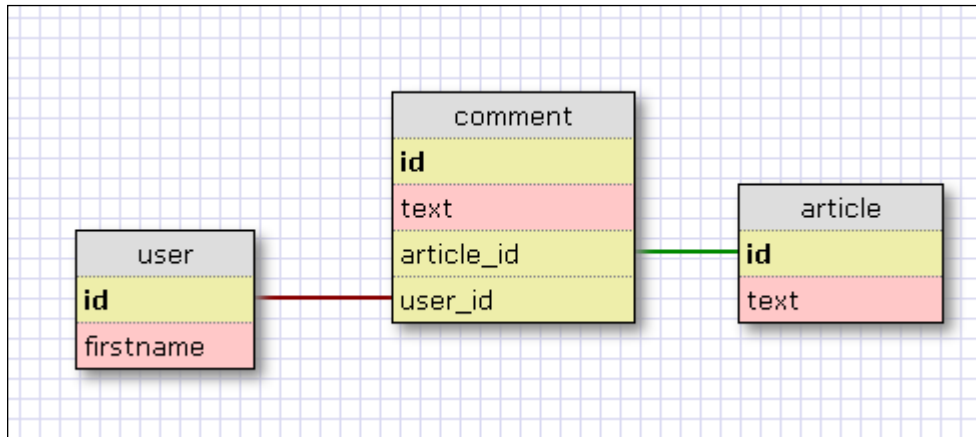 user
id
firstname
comment
id
text
article_id
user_id
article
id
text